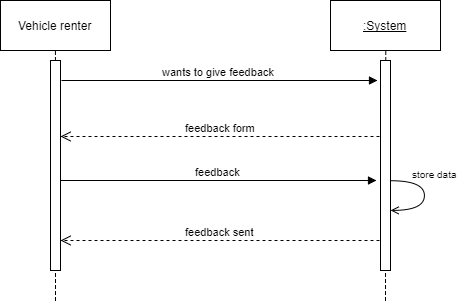 Vehicle renter
:System
wants to give feedback
feedback form
feedback
store data
feedback sent